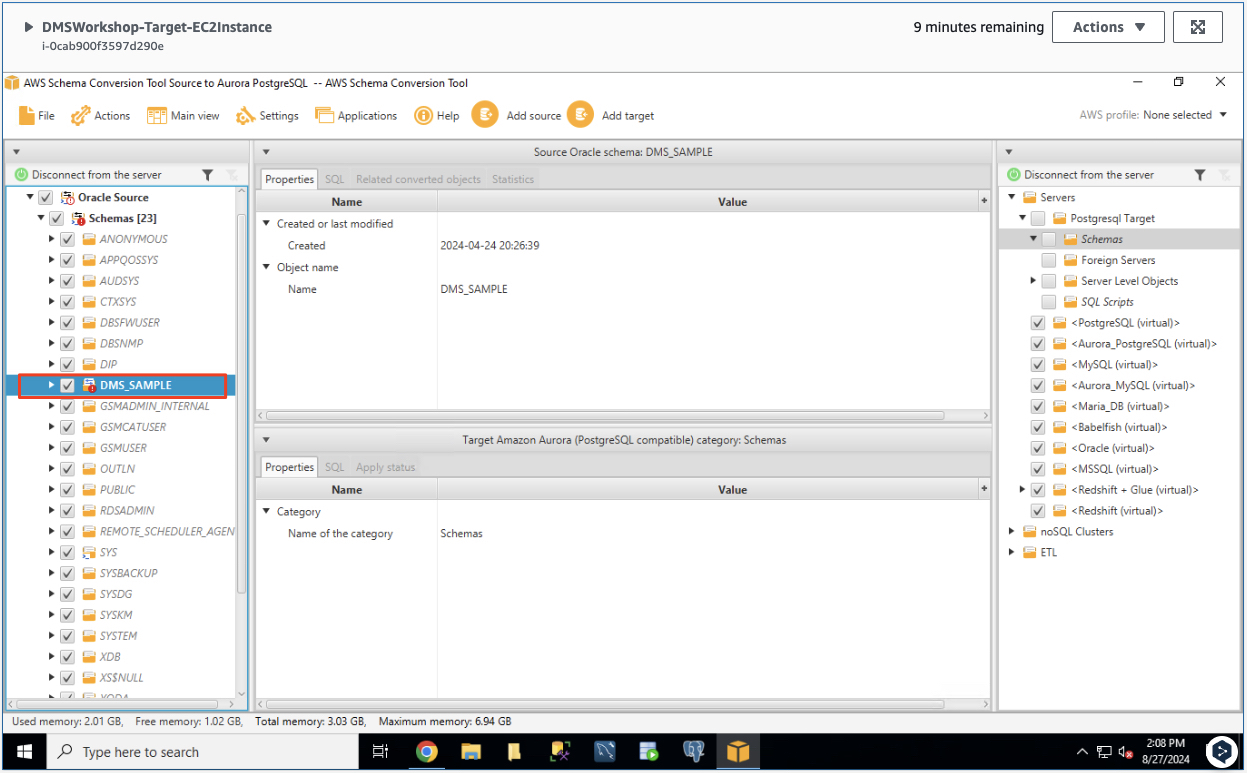 DMSWorkshop-Target-EC2Instance
i-0cab900f3597d290e
9 minutes remaining
Actions
AWS Schema Conversion Tool Source to Aurora PostgreSQL -- AWS Schema Conversion Tool
File
Actions
Main view
Settings
Applications
Help
Add source
Add target
AWS profile: None selected
Disconnect from the server
Oracle Source
Schemas [23]
ANONYMOUS
APPQOSSYS
AUDSYS
CTXSYS
DBSFWUSER
DBSNMP
DIP
DMS_SAMPLE
GSMADMIN_INTERNAL
GSMCATUSER
GSMUSER
OUTLN
PUBLIC
RDSADMIN
REMOTE_SCHEDULER_AGEN
SYS
SYSBACKUP
SYSDG
SYSKM
SYSTEM
XDB
XS$NULL
Source Oracle schema: DMS_SAMPLE
Properties SQL Related converted objects Statistics
Name Value
Created or last modified
Created 2024-04-24 20:26:39
Object name
Name DMS_SAMPLE
Target Amazon Aurora (PostgreSQL compatible) category: Schemas
Properties SQL Apply status
Name Value
Category
Name of the category Schemas
Disconnect from the server
Servers
Postgresql Target
Schemas
Foreign Servers
Server Level Objects
SQL Scripts
<PostgreSQL (virtual)>
<Aurora_PostgreSQL (virtual)>
<MySQL (virtual)>
<Aurora_MySQL (virtual)>
<Maria_DB (virtual)>
<Babelfish (virtual)>
<Oracle (virtual)>
<MSSQL (virtual)>
<Redshift + Glue (virtual)>
<Redshift (virtual)>
noSQL Clusters
ETL
Used memory: 2.01 GB, Free memory: 1.02 GB, Total memory: 3.03 GB, Maximum memory: 6.94 GB
Type here to search
2:08 PM
8/27/2024